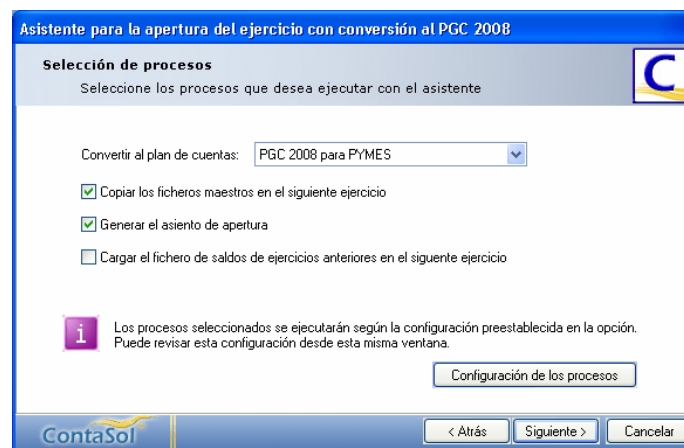 Asistente para la apertura del ejercicio con conversión al PGC 2008
Selección de procesos
Seleccione los procesos que desea ejecutar con el asistente
C
Convertir al plan de cuentas: PGC 2008 para PYMES
Copiar los ficheros maestros en el siguiente ejercicio
Generar el asiento de apertura
Cargar el fichero de saldos de ejercicios anteriores en el siguente ejercicio
i
Los procesos seleccionados se ejecutarán según la configuración preestablecida en la opción.
Puede revisar esta configuración desde esta misma ventana.
Configuración de los procesos
ContaSol
< Atrás Siguiente > Cancelar